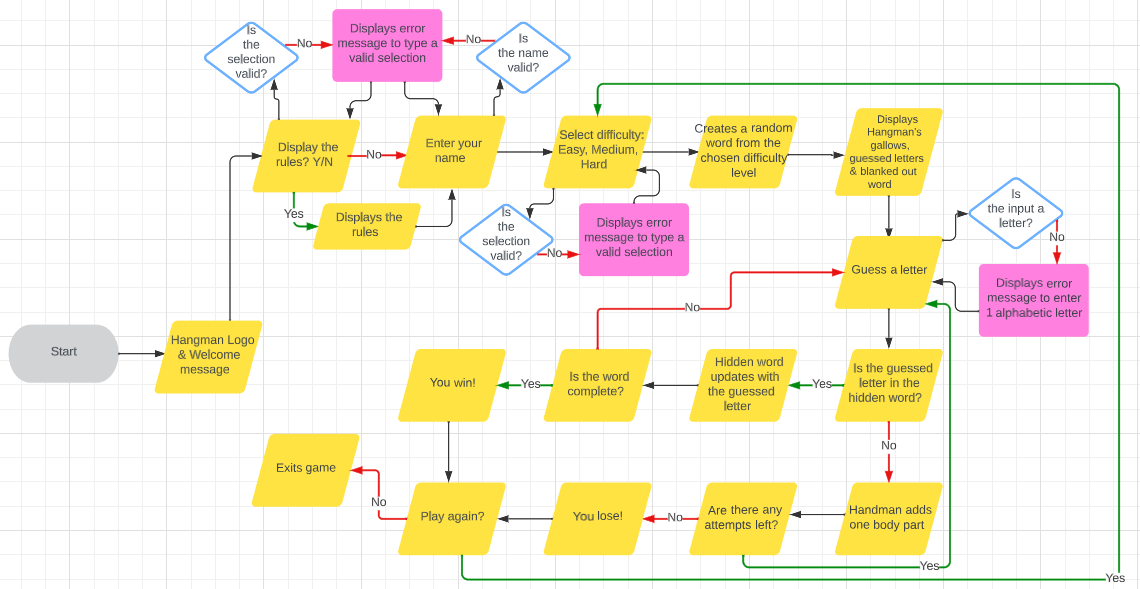 Is
the
selection
valid?
No
Displays error
message to type a
valid selection
No
Is
the name
valid?
Display the
rules? Y/N
No
Enter your
name
Select difficulty:
Easy, Medium,
Hard
Creates a random
word from the
chosen difficulty
level
Displays
Hangman's
gallows,
guessed letters
& blanked out
word
Yes
Displays the
rules
Is
the
selection
valid?
No
Displays error
message to type a
valid selection
Is
the input a
letter?
No
Guess a letter
Displays error
message to enter
1 alphabetic letter
No
Start
Hangman Logo
& Welcome
message
You win!
Yes
Is the word
complete?
Hidden word
updates with
the guessed
letter
Yes
Is the guessed
letter in the
hidden word?
No
Exits game
No
Play again?
You lose!
No
Are there any
attempts left?
Handman adds
one body part
Yes
Yes